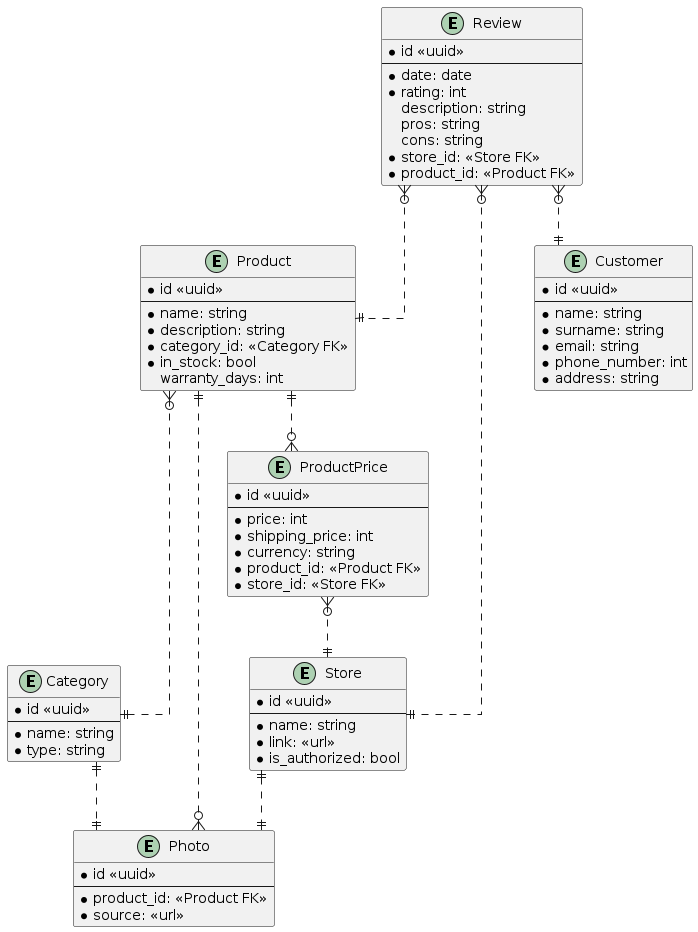 E Review
id «uuid»
date: date
rating: int
description: string
pros: string
cons: string
store_id: «Store FK»
product_id: «Product FK»
E Product
id «uuid»
name: string
description: string
category_id: «Category FK»
in_stock: bool
warranty_days: int
E Customer
id «uuid»
name: string
surname: string
email: string
phone_number: int
address: string
E ProductPrice
id «uuid»
price: int
shipping_price: int
currency: string
product_id: «Product FK»
store_id: «Store FK»
E Category
id «uuid»
name: string
type: string
E Store
id «uuid»
name: string
link: «url»
is_authorized: bool
E Photo
id «uuid»
product_id: «Product FK»
source: «url»